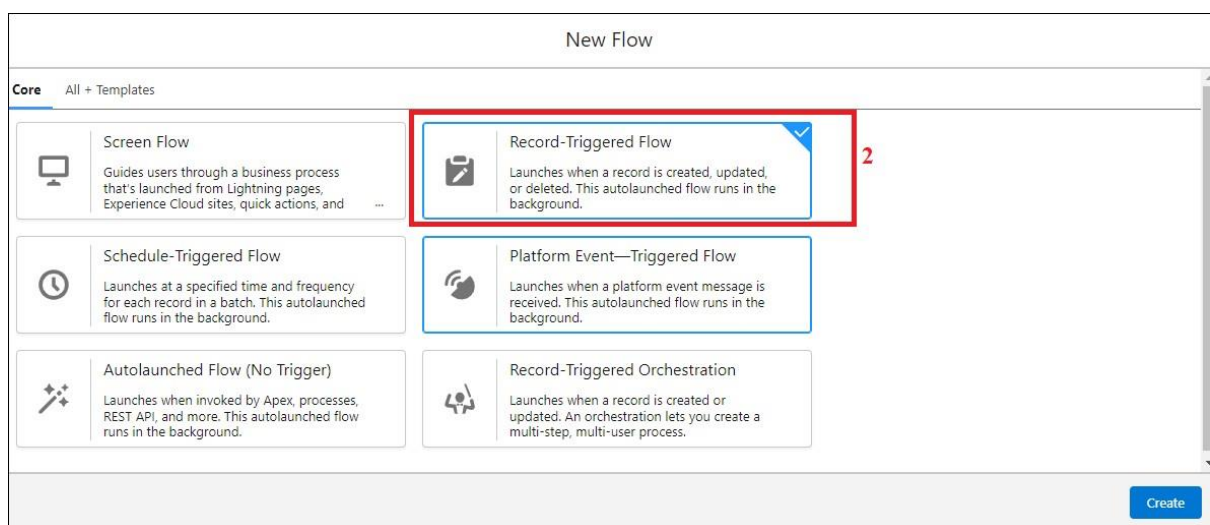 New Flow
Core All + Templates
Screen Flow
Guides users through a business process
that's launched from Lightning pages,
Experience Cloud sites, quick actions, and ...
Record-Triggered Flow
Launches when a record is created, updated,
or deleted. This autolaunched flow runs in the
background.
2
Schedule-Triggered Flow
Launches at a specified time and frequency
for each record in a batch. This autolaunched
flow runs in the background.
Platform Event—Triggered Flow
Launches when a platform event message is
received. This autolaunched flow runs in the
background.
Autolaunched Flow (No Trigger)
Launches when invoked by Apex, processes,
REST API, and more. This autolaunched flow
runs in the background.
Record-Triggered Orchestration
Launches when a record is created or
updated. An orchestration lets you create a
multi-step, multi-user process.
Create